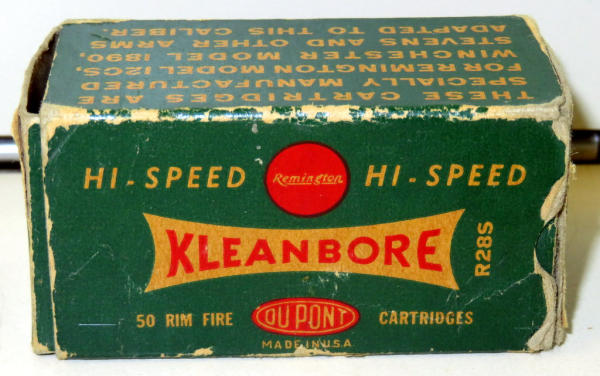 THESE CARTRIDGES ARE
SPECIALLY MANUFACTURED
FOR REMINGTON MODEL 12CS,
WINCHESTER MODEL 1890,
STEVENS AND OTHER ARMS
ADAPTED TO THIS CALIBER
HI-SPEED Remington HI-SPEED
KLEANBORE
R28S
50 RIM FIRE DU PONT CARTRIDGES
MADE IN U.S.A.